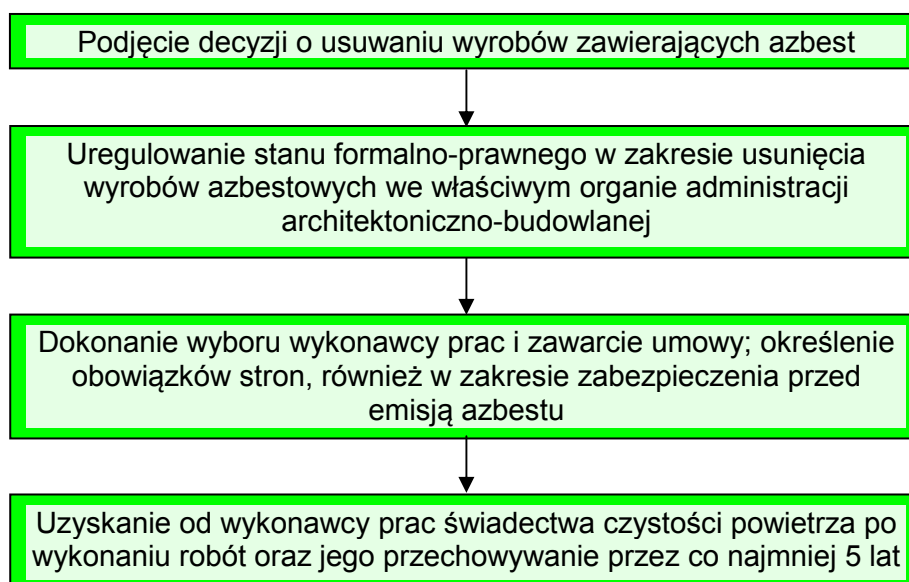 Podjęcie decyzji o usuwaniu wyrobów zawierających azbest
Uregulowanie stanu formalno-prawnego w zakresie usunięcia
wyrobów azbestowych we właściwym organie administracji
architektoniczno-budowlanej
Dokonanie wyboru wykonawcy prac i zawarcie umowy; określenie
obowiązków stron, również w zakresie zabezpieczenia przed
emisją azbestu
Uzyskanie od wykonawcy prac świadectwa czystości powietrza po
wykonaniu robót oraz jego przechowywanie przez co najmniej 5 lat